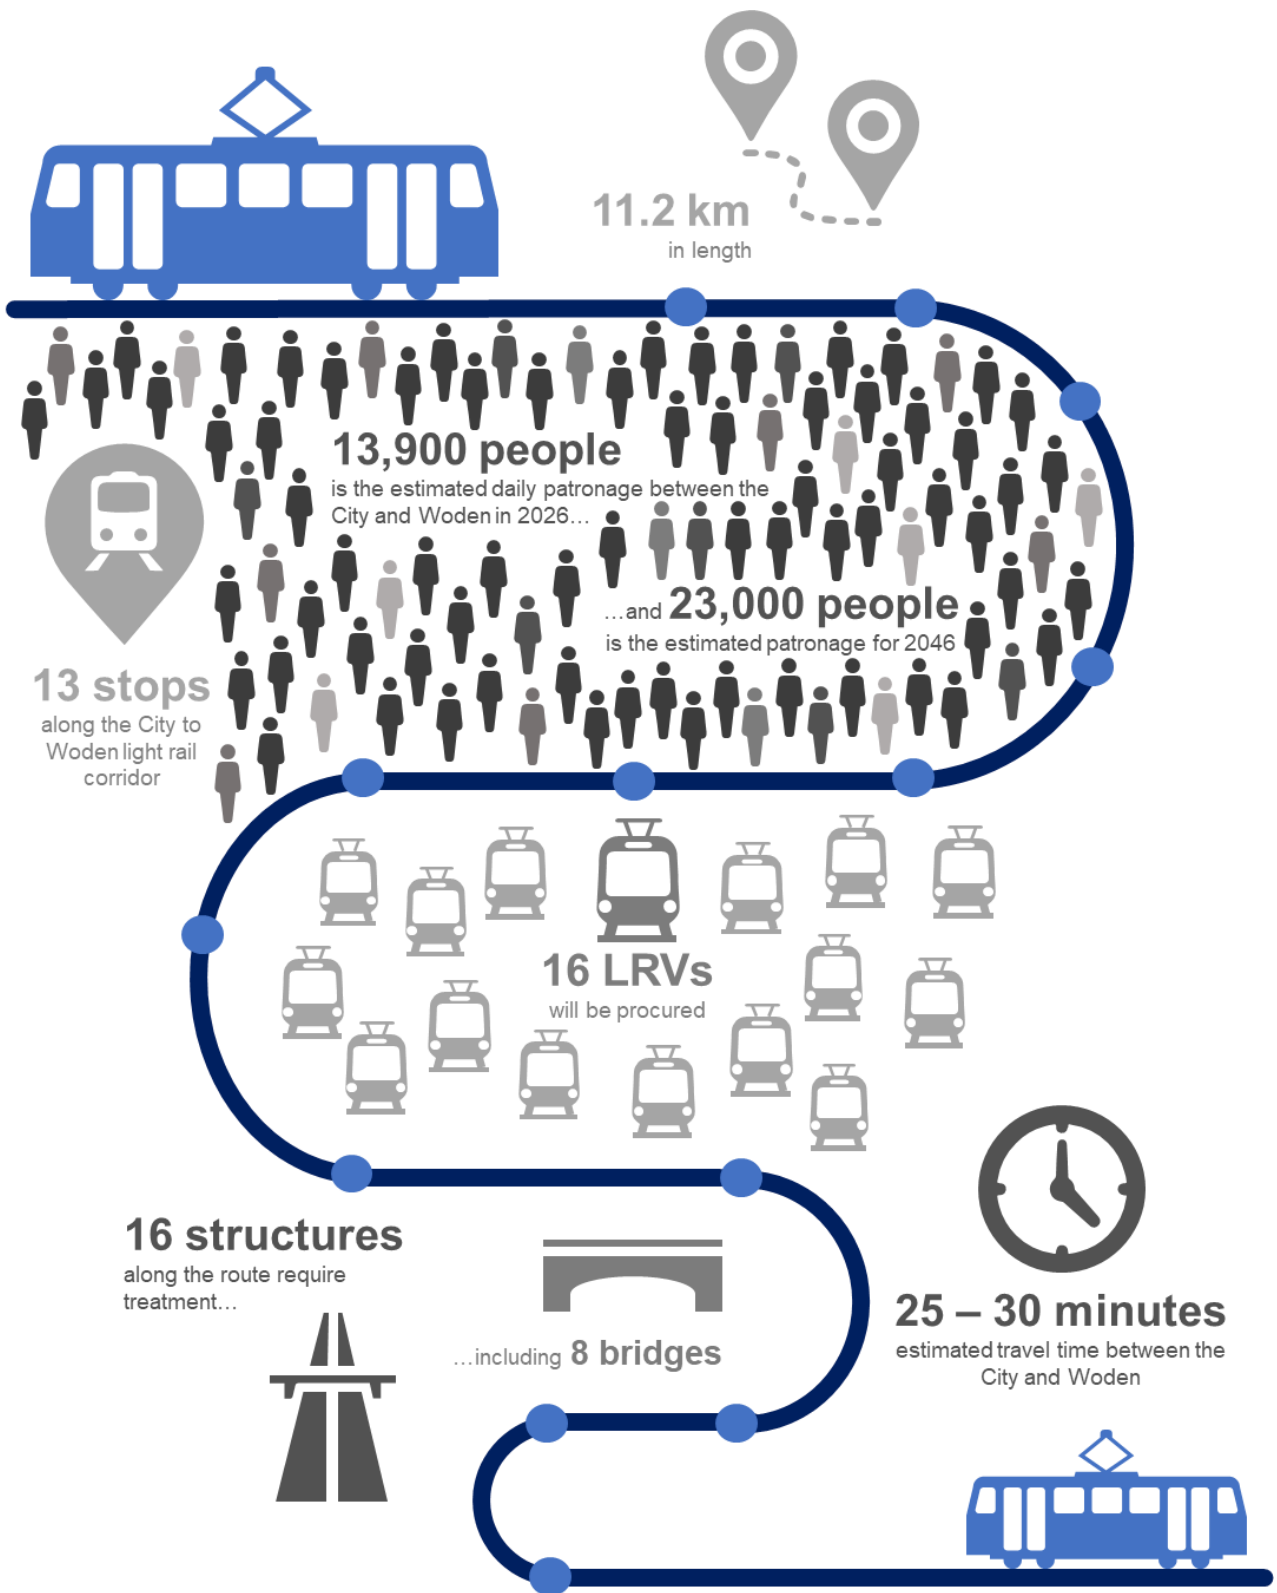 11.2 km
in length
13,900 people
is the estimated daily patronage between the
City and Woden in 2026…
…and 23,000 people
is the estimated patronage for 2046
13 stops
along the City to
Woden light rail
corridor
16 LRVs
will be procured
16 structures
along the route require
treatment…
…including 8 bridges
25 – 30 minutes
estimated travel time between the
City and Woden